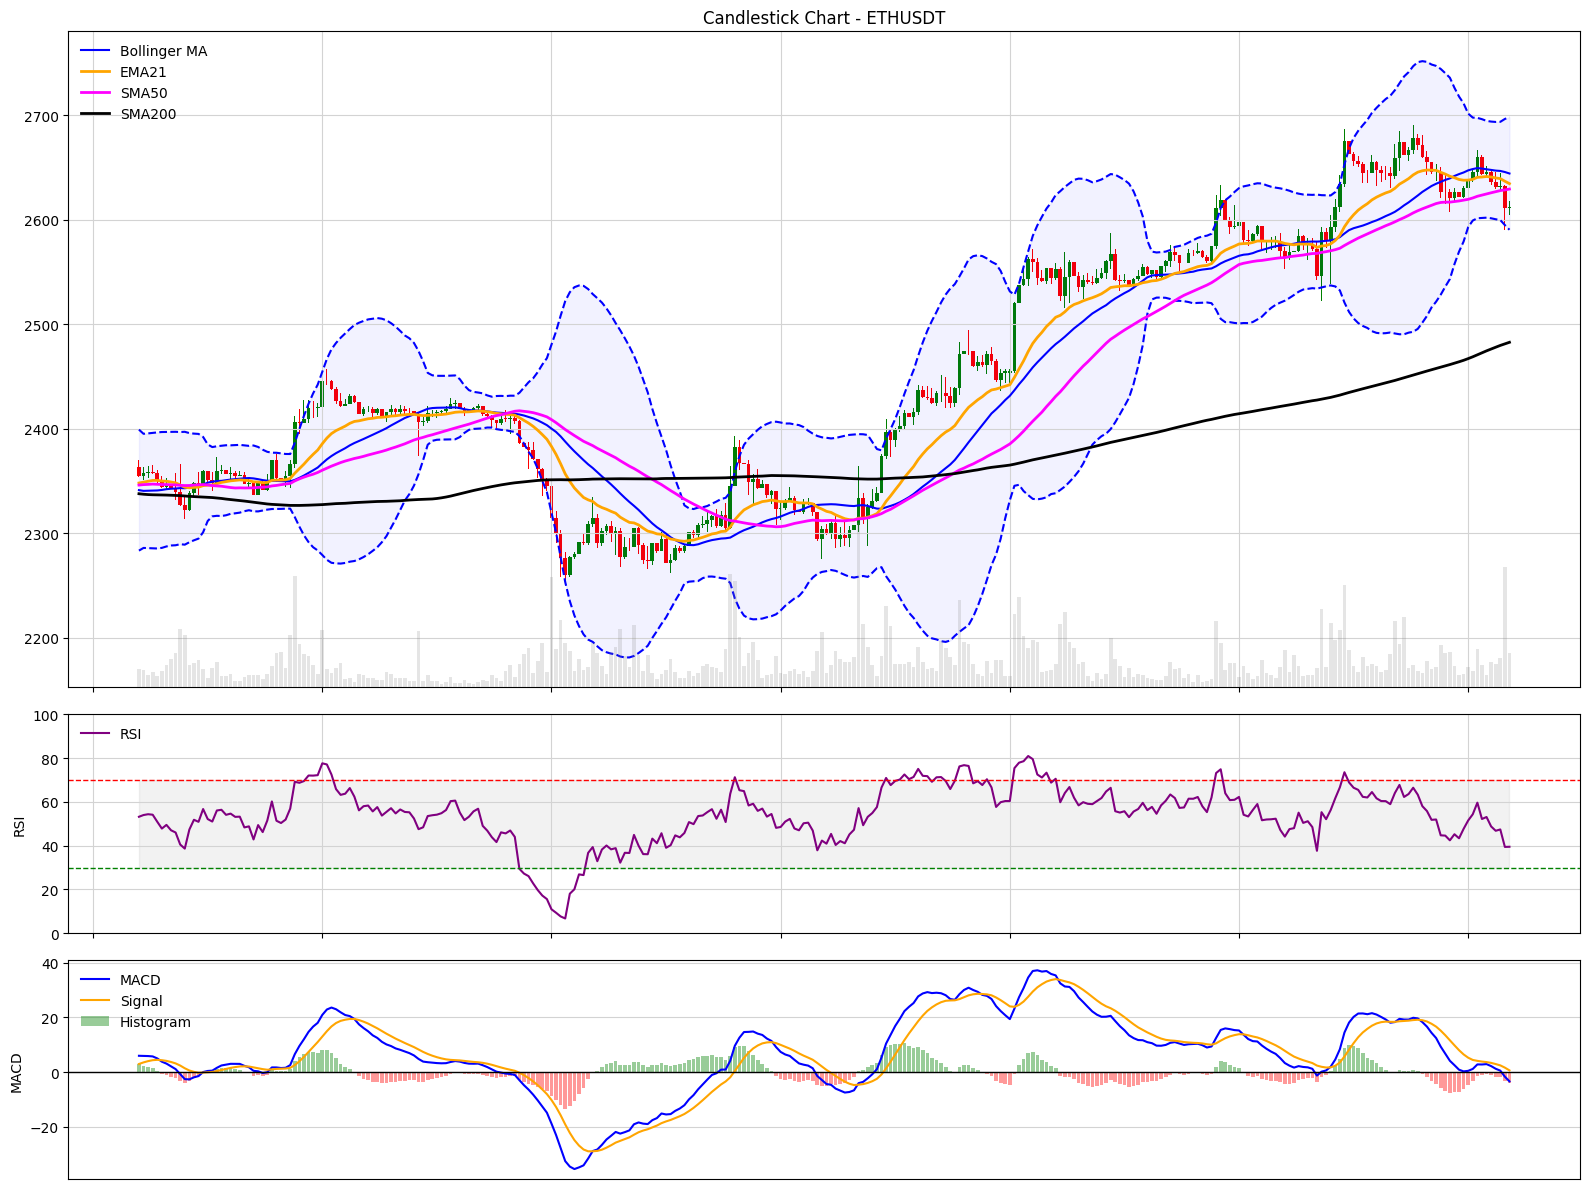 Candlestick Chart - ETHUSDT
Bollinger MA
EMA21
SMA50
SMA200
2700
2600
2500
2400
2300
2200
100
RSI
80
60
RSI
40
20
0
40
MACD
Signal
20
Histogram
MACD
0
−20